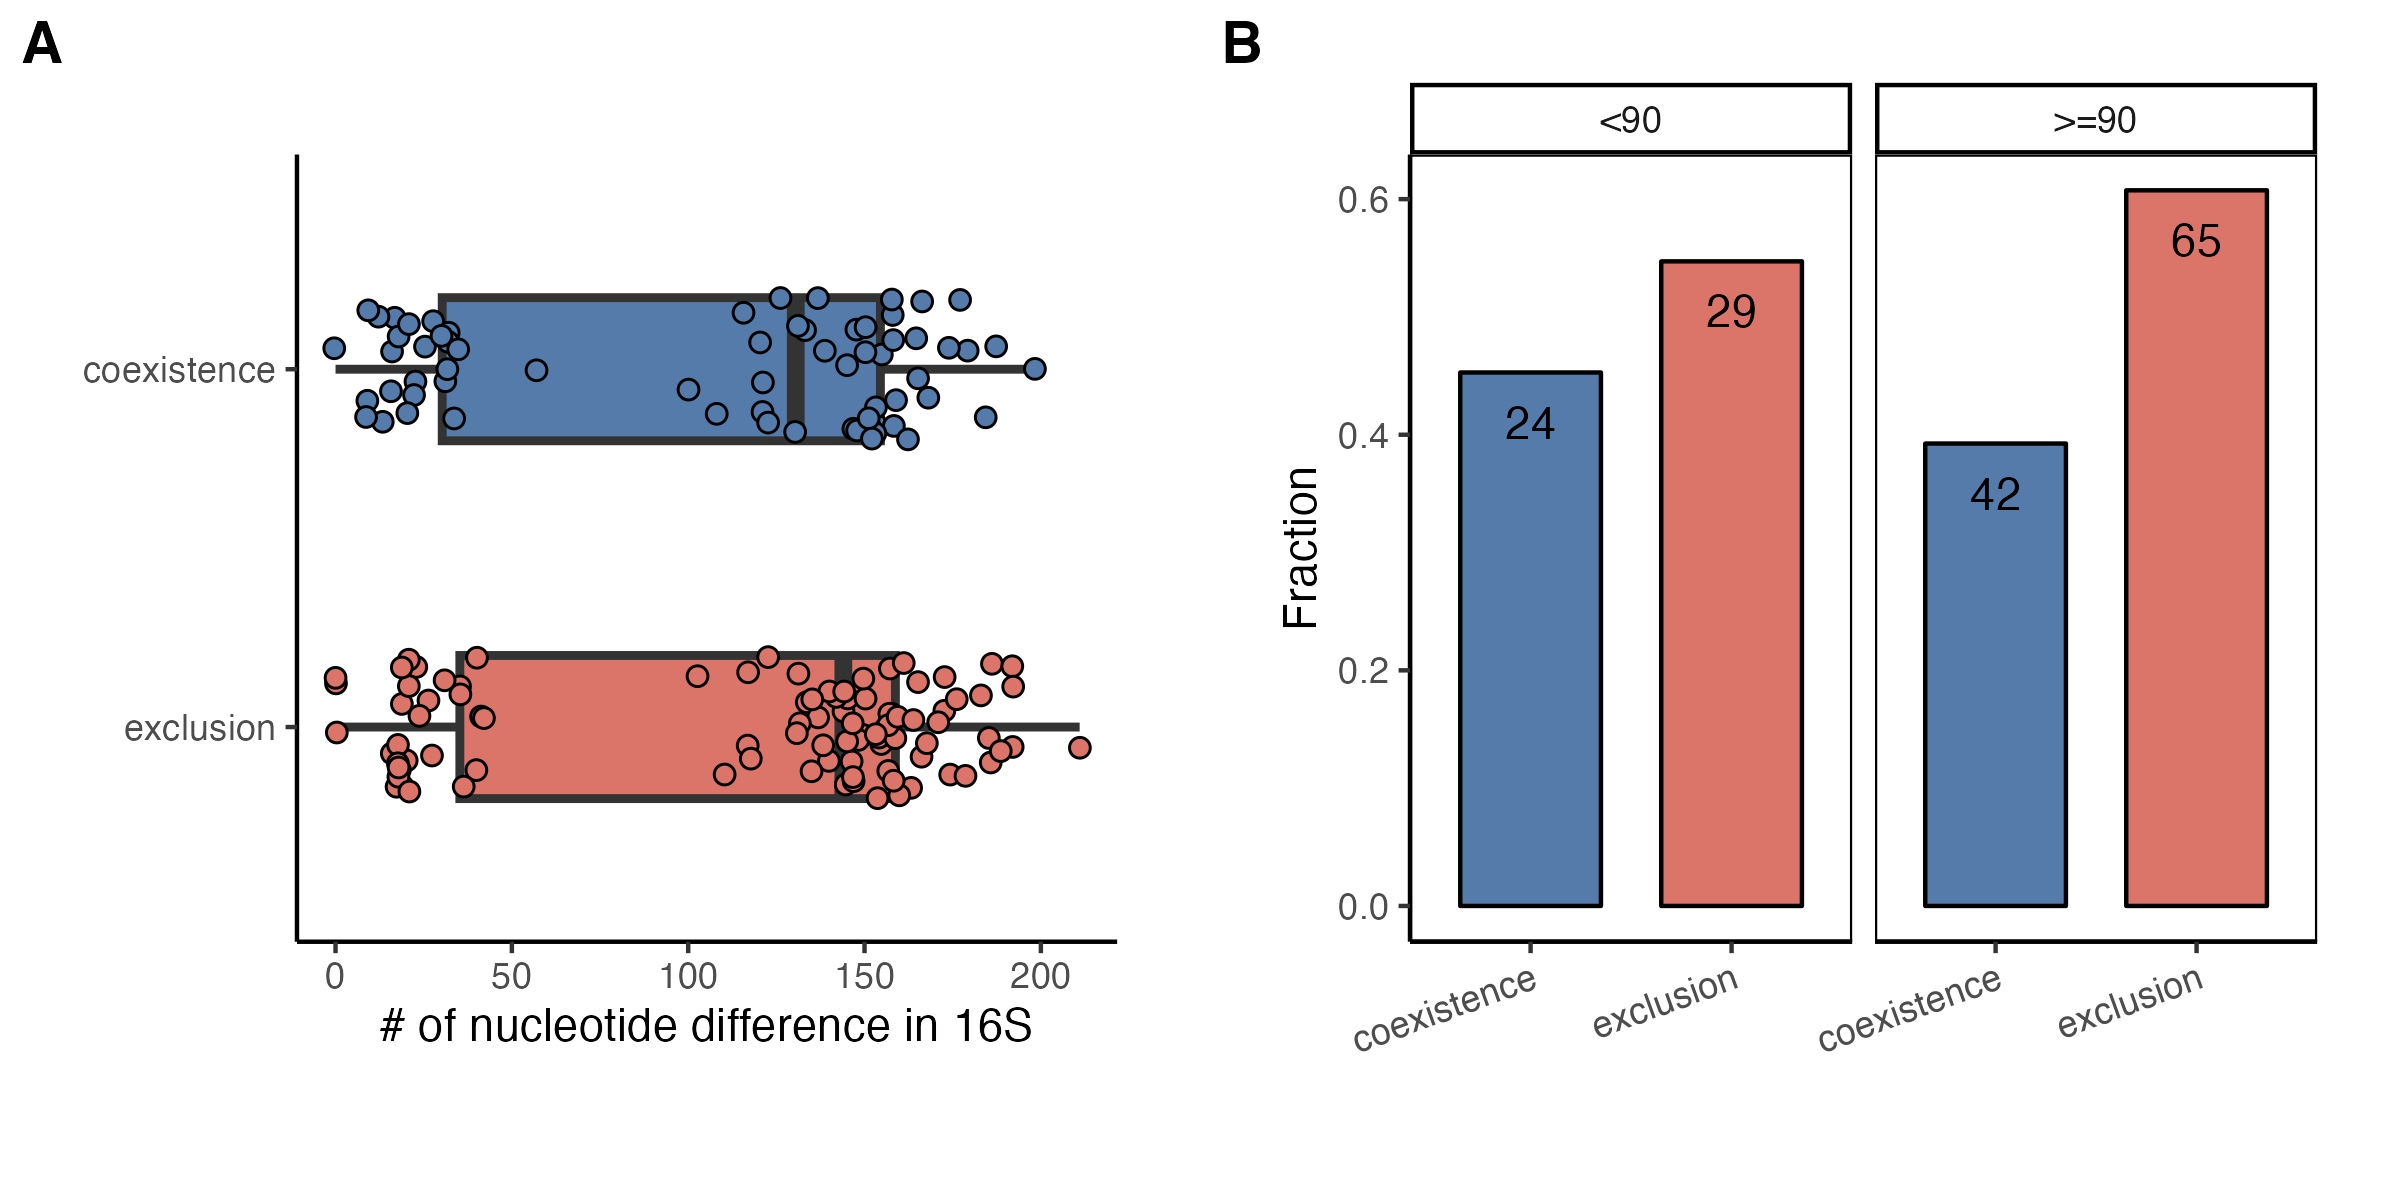 A
coexistence
exclusion
0 50 100 150 200
# of nucleotide difference in 16S
B
<90 >=90
Fraction
0.6
0.4
0.2
0.0
24 29 42 65
coexistence exclusion coexistence exclusion